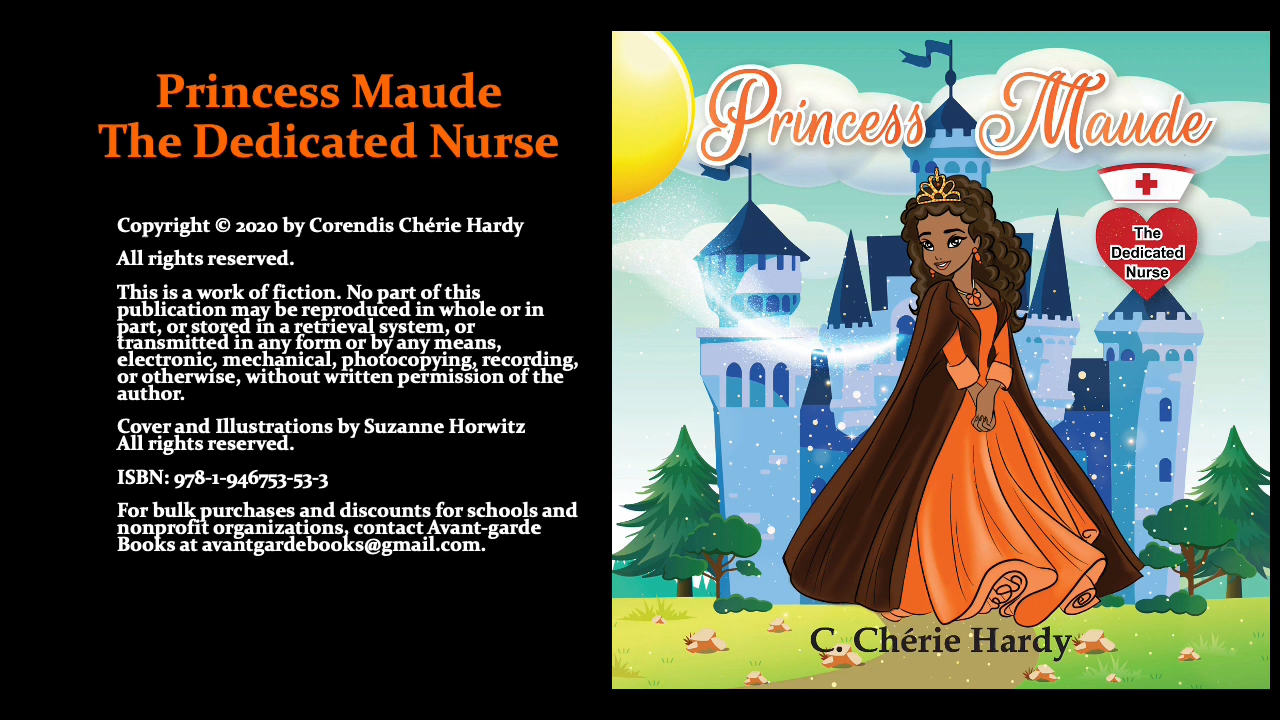 Princess Maude
The Dedicated Nurse
Copyright © 2020 by Corendis Chérie Hardy
All rights reserved.
This is a work of fiction. No part of this
publication may be reproduced in whole or in
part, or stored in a retrieval system, or
transmitted in any form or by any means,
electronic, mechanical, photocopying, recording,
or otherwise, without written permission of the
author.
Cover and Illustrations by Suzanne Horwitz
All rights reserved.
ISBN: 978-1-946753-53-3
For bulk purchases and discounts for schools and
nonprofit organizations, contact Avant-garde
Books at avantgardebooks@gmail.com.
Princess Maude
The
Dedicated
Nurse
C. Chérie Hardy